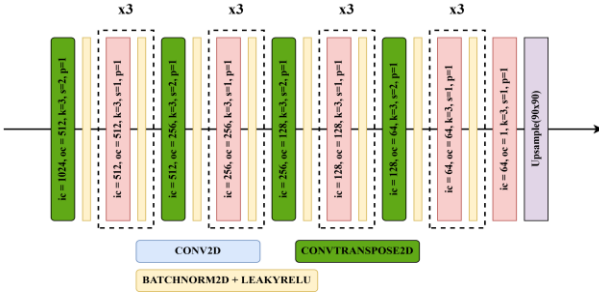 x3
x3
x3
x3
ic = 1024, oc = 512, k=3, s=2, p=1
ic = 512, oc = 512, k=3, s=1, p=1
ic = 512, oc = 256, k=3, s=2, p=1
ic = 256, oc = 256, k=3, s=1, p=1
ic = 256, oc = 128, k=3, s=2, p=1
ic = 128, oc = 128, k=3, s=1, p=1
ic = 128, oc = 64, k=3, s=2, p=1
ic = 64, oc = 64, k=3, s=1, p=1
ic = 64, oc = 1, k=3, s=1, p=1
Upsample(90x90)
CONV2D
CONVTRANSPOSE2D
BATCHNORM2D + LEAKYRELU